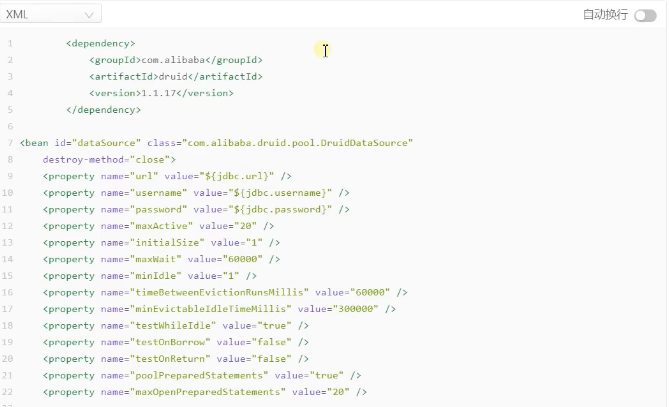 XML
自动换行
1 <dependency>
2 <groupId>com.alibaba</groupId>
3 <artifactId>druid</artifactId>
4 <version>1.1.17</version>
5 </dependency>
6
7 <bean id="dataSource" class="com.alibaba.druid.pool.DruidDataSource"
8 destroy-method="close">
9 <property name="url" value="${jdbc.url}" />
10 <property name="username" value="${jdbc.username}" />
11 <property name="password" value="${jdbc.password}" />
12 <property name="maxActive" value="20" />
13 <property name="initialSize" value="1" />
14 <property name="maxWait" value="60000" />
15 <property name="minIdle" value="1" />
16 <property name="timeBetweenEvictionRunsMillis" value="60000" />
17 <property name="minEvictableIdleTimeMillis" value="300000" />
18 <property name="testWhileIdle" value="true" />
19 <property name="testOnBorrow" value="false" />
20 <property name="testOnReturn" value="false" />
21 <property name="poolPreparedStatements" value="true" />
22 <property name="maxOpenPreparedStatements" value="20" />